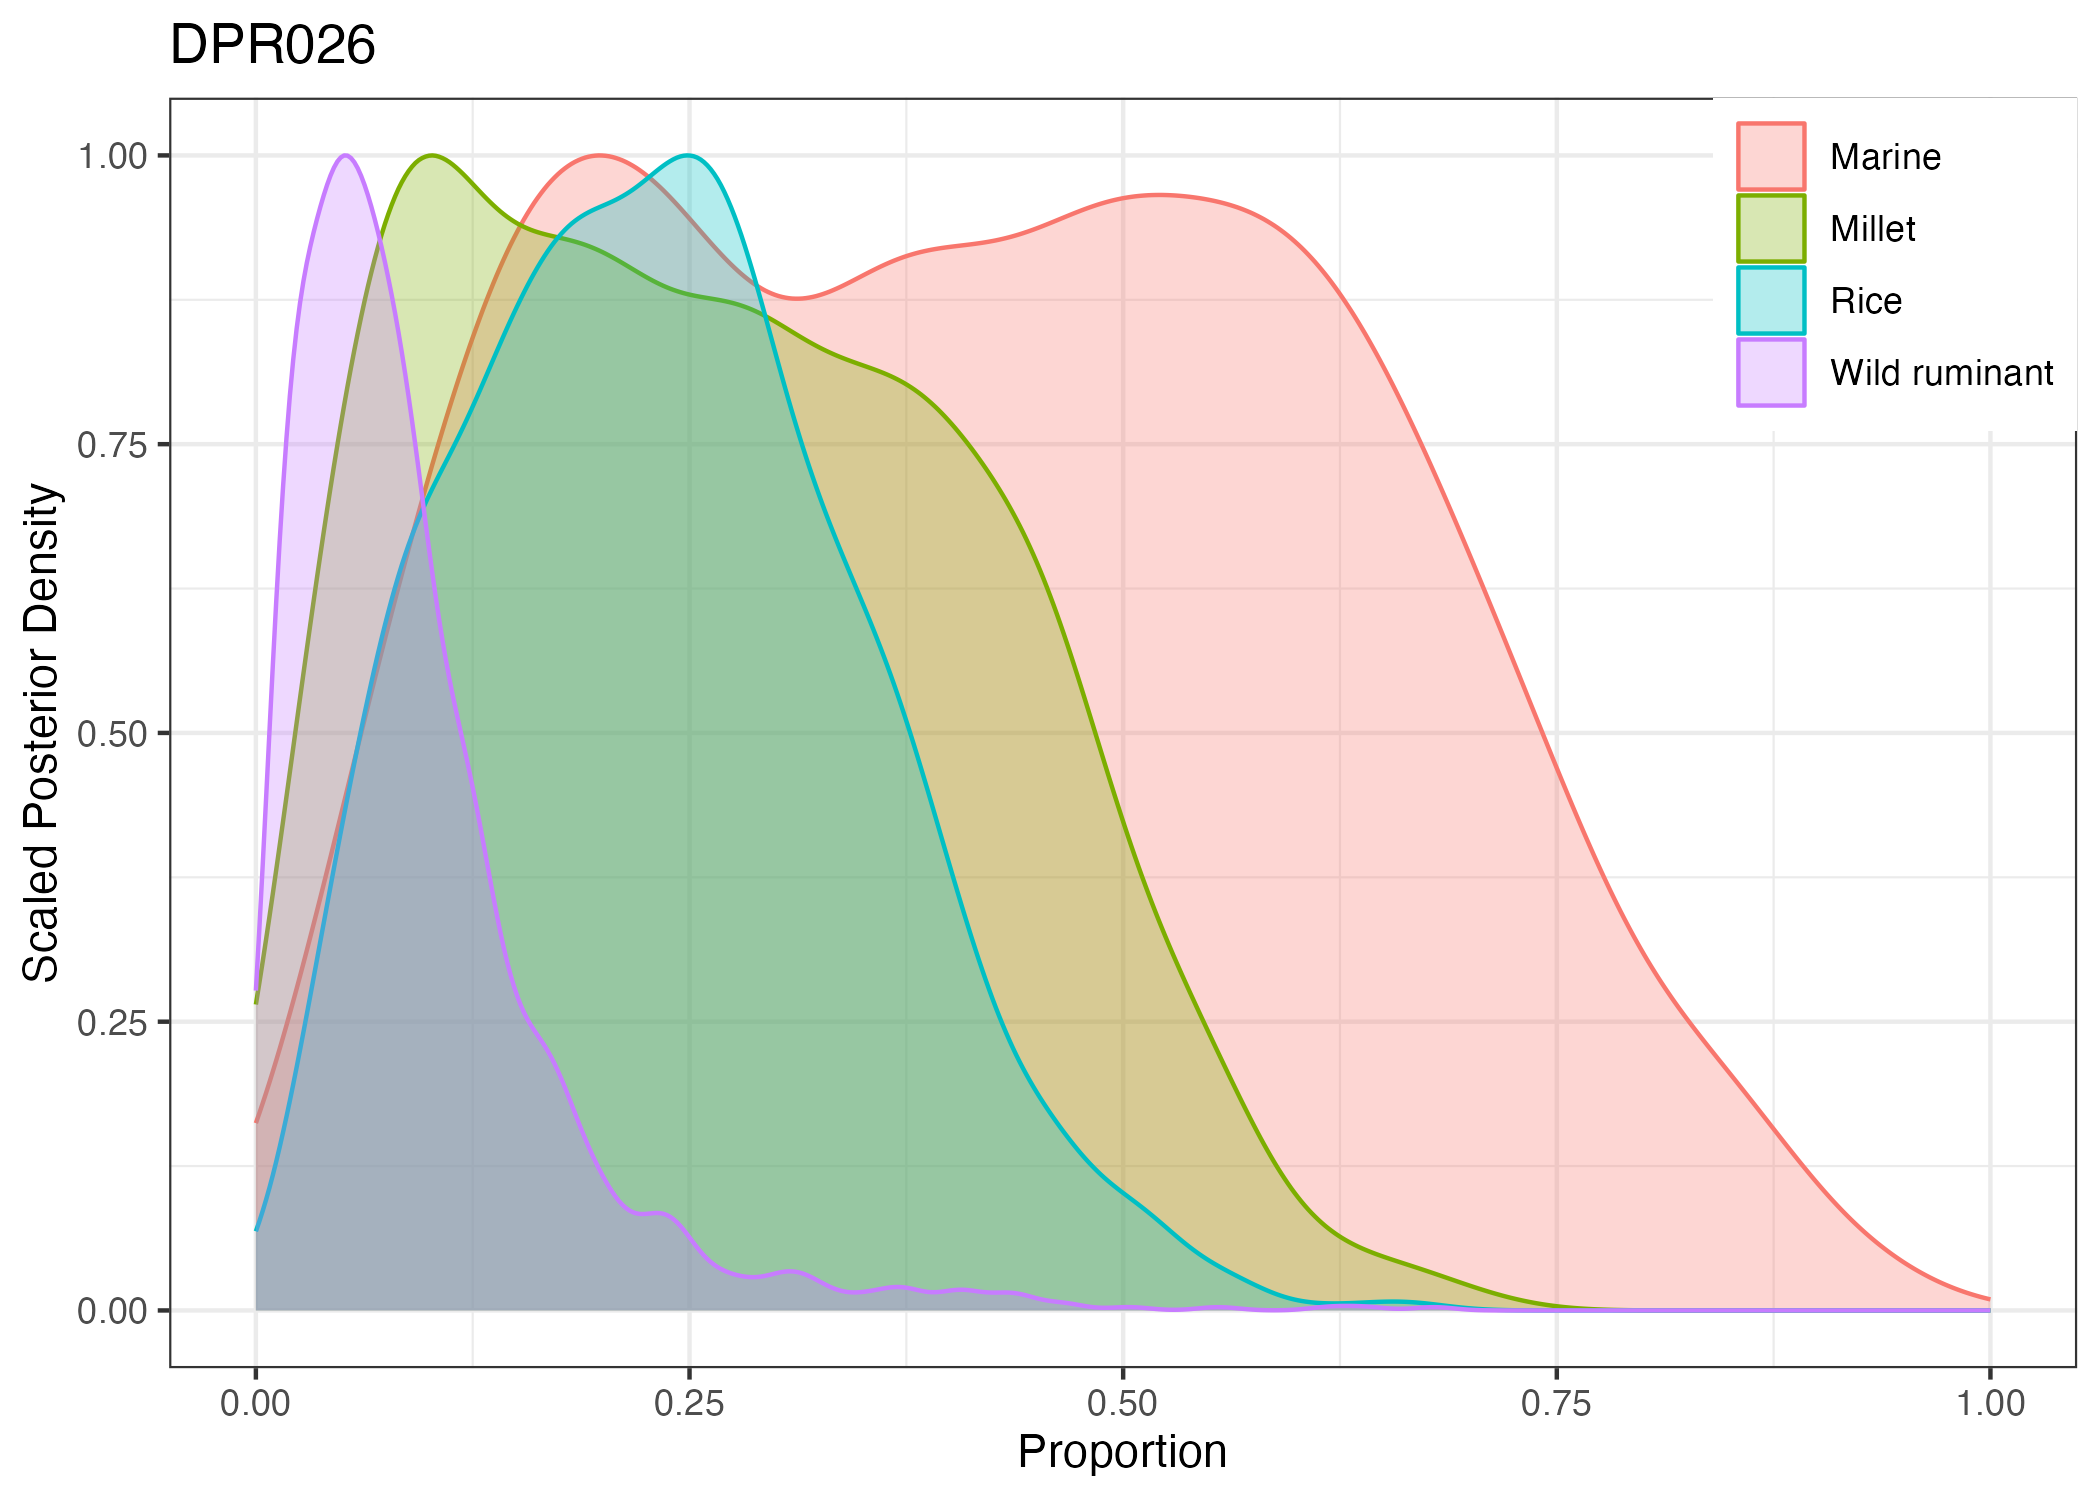 DPR026
Marine
Millet
Rice
Wild ruminant
1.00
0.75
0.50
0.25
0.00
Scaled Posterior Density
0.00 0.25 0.50 0.75 1.00
Proportion